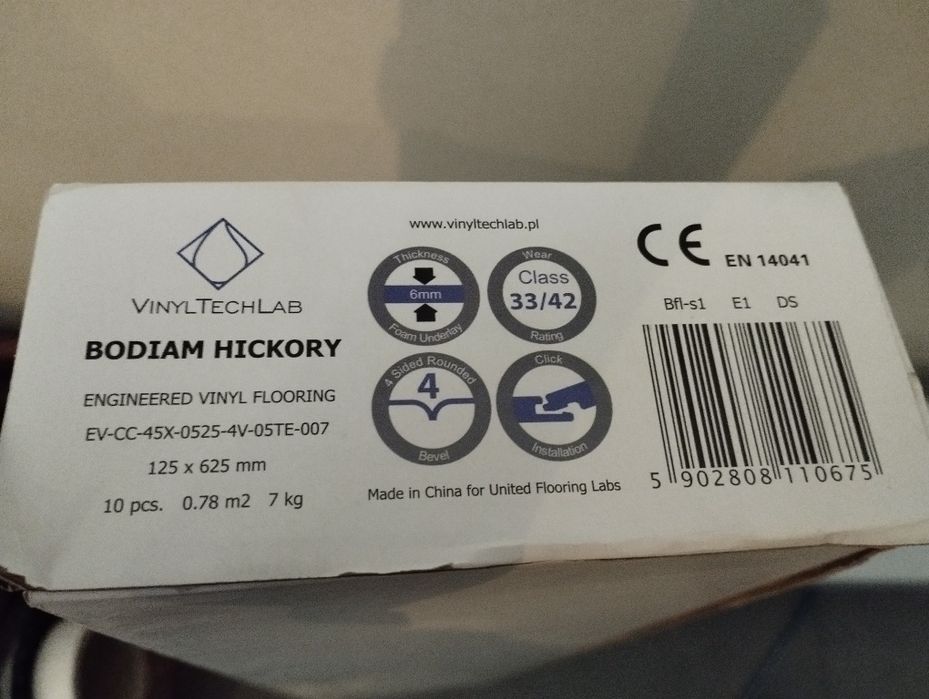 VINYLTECHLAB
BODIAM HICKORY
ENGINEERED VINYL FLOORING
EV-CC-45X-0525-4V-05TE-007
125 x 625 mm
10 pcs. 0.78 m2 7 kg
www.vinyltechlab.pl
Thickness
6mm
Foam Underlay
Wear
Class
33/42
Rating
4 Sided Rounded
4
Bevel
Click
Installation
Made in China for United Flooring Labs
CE EN 14041
Bfl-s1 E1 DS
5 902808 110675